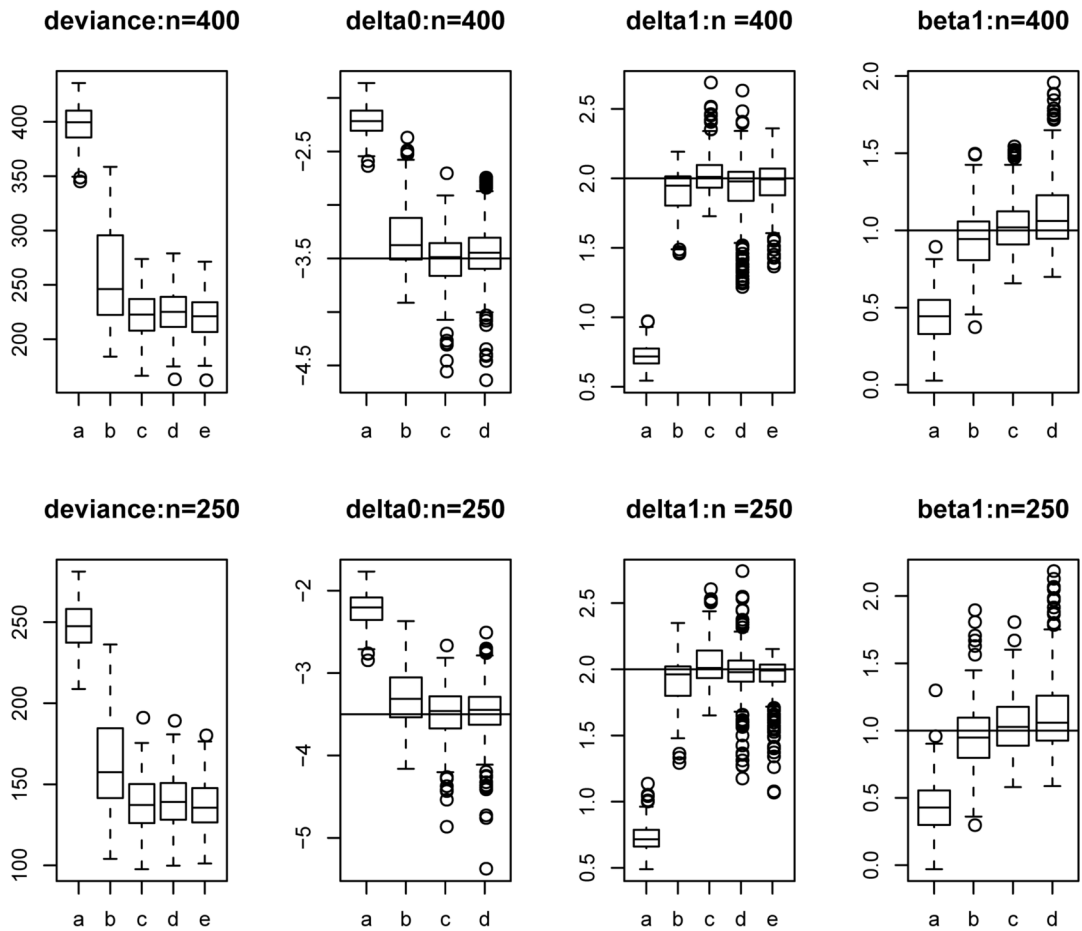 deviance:n=400
delta0:n=400
delta1:n =400
beta1:n=400
400
350
300
250
200
a b c d e
−2.5
−3.5
−4.5
a b c d
2.5
2.0
1.5
1.0
0.5
a b c d e
2.0
1.5
1.0
0.5
0.0
a b c d
deviance:n=250
delta0:n=250
delta1:n =250
beta1:n=250
250
200
150
100
a b c d e
−2
−3
−4
−5
a b c d
2.5
2.0
1.5
1.0
0.5
a b c d e
2.0
1.5
1.0
0.5
0.0
a b c d